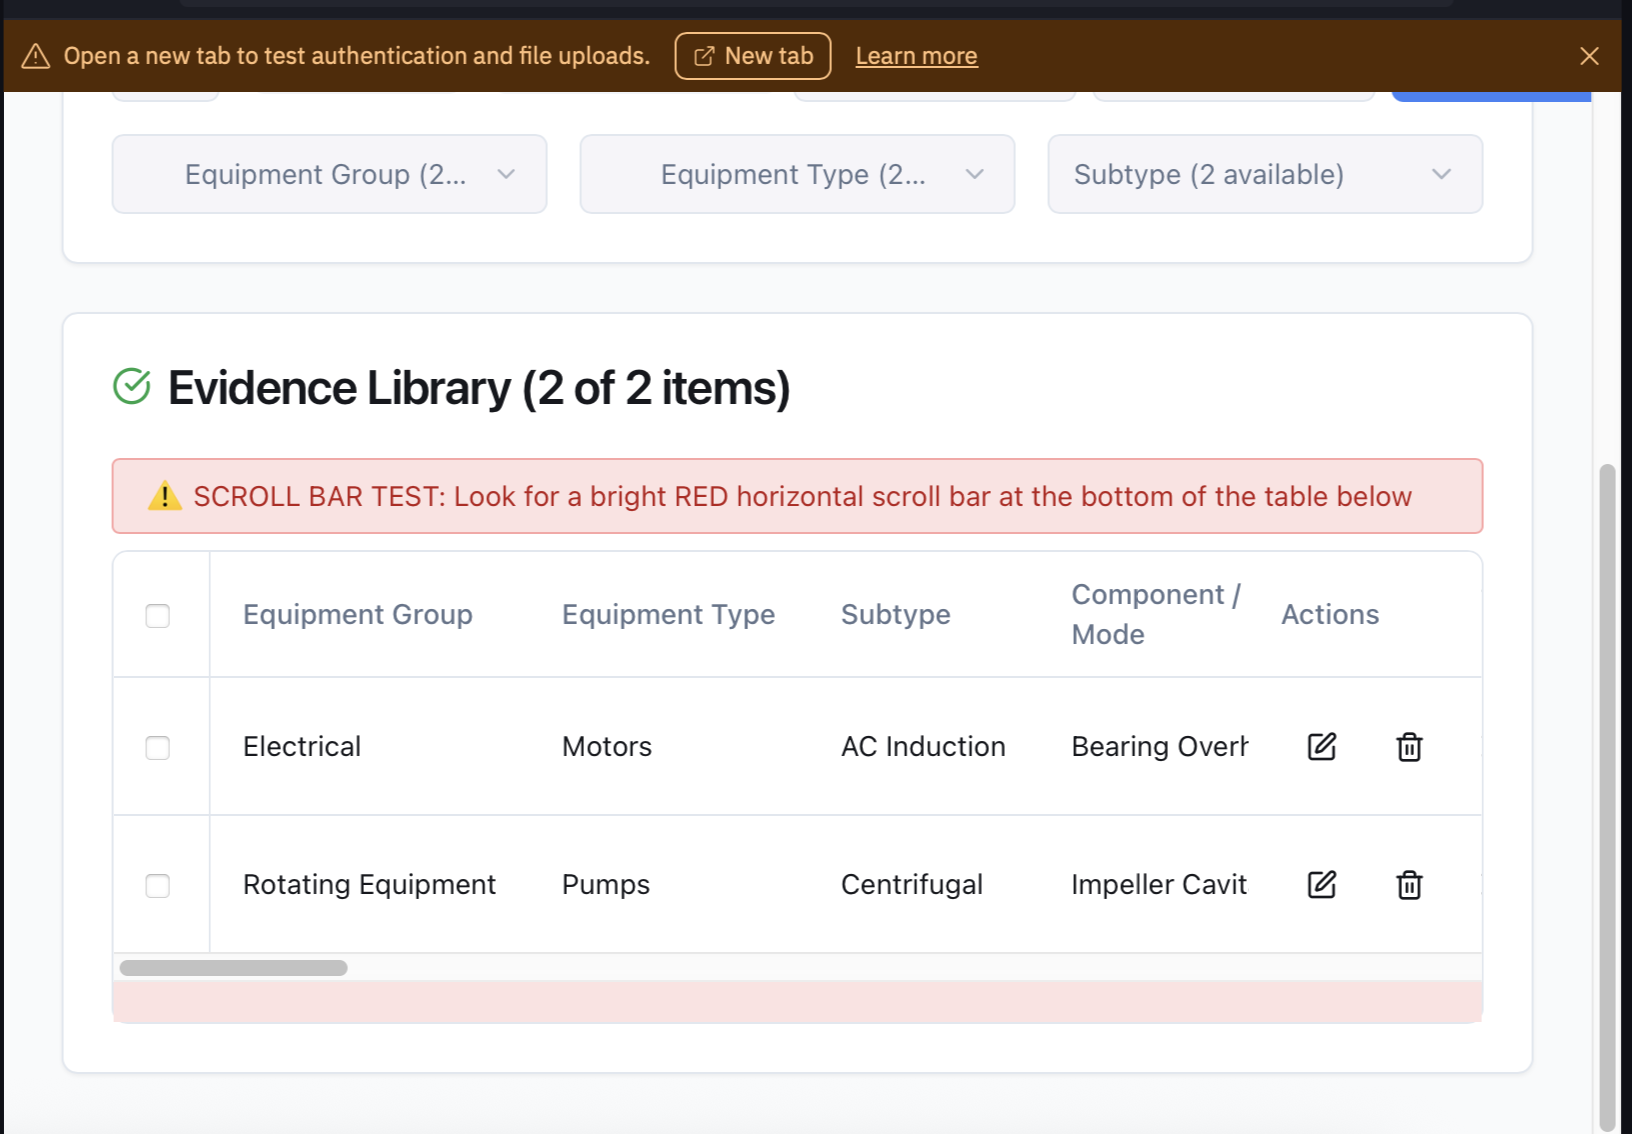 Open a new tab to test authentication and file uploads. New tab Learn more
Equipment Group (2... Equipment Type (2... Subtype (2 available)
Evidence Library (2 of 2 items)
SCROLL BAR TEST: Look for a bright RED horizontal scroll bar at the bottom of the table below
Equipment Group Equipment Type Subtype Component / Mode Actions
Electrical Motors AC Induction Bearing Overh
Rotating Equipment Pumps Centrifugal Impeller Cavit